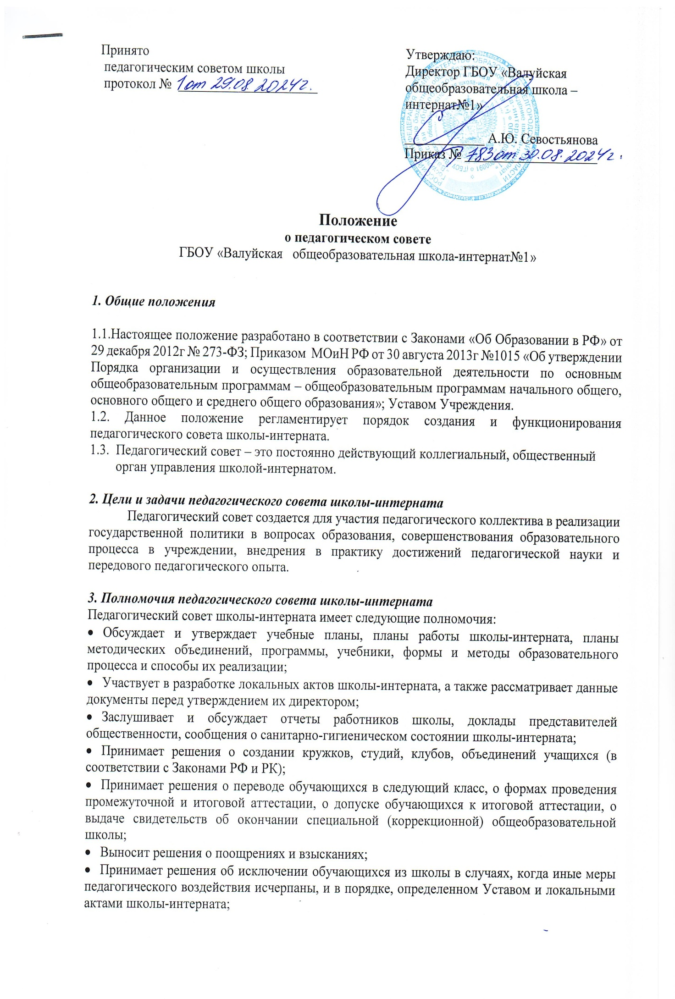 Принято
педагогическим советом школы
протокол № 1 от 29.08.2024г.
Утверждаю:
Директор ГБОУ «Валуйская
общеобразовательная школа –
интернат№1»
А.Ю. Севостьянова
Приказ № 783 от 30.08.2024г.
Положение
о педагогическом совете
ГБОУ «Валуйская общеобразовательная школа-интернат№1»
1. Общие положения
1.1.Настоящее положение разработано в соответствии с Законами «Об Образовании в РФ» от
29 декабря 2012г № 273-ФЗ; Приказом МОиН РФ от 30 августа 2013г №1015 «Об утверждении
Порядка организации и осуществления образовательной деятельности по основным
общеобразовательным программам – общеобразовательным программам начального общего,
основного общего и среднего общего образования»; Уставом Учреждения.
1.2. Данное положение регламентирует порядок создания и функционирования
педагогического совета школы-интерната.
1.3. Педагогический совет – это постоянно действующий коллегиальный, общественный
орган управления школой-интернатом.
2. Цели и задачи педагогического совета школы-интерната
Педагогический совет создается для участия педагогического коллектива в реализации
государственной политики в вопросах образования, совершенствования образовательного
процесса в учреждении, внедрения в практику достижений педагогической науки и
передового педагогического опыта.
3. Полномочия педагогического совета школы-интерната
Педагогический совет школы-интерната имеет следующие полномочия:
• Обсуждает и утверждает учебные планы, планы работы школы-интерната, планы
методических объединений, программы, учебники, формы и методы образовательного
процесса и способы их реализации;
• Участвует в разработке локальных актов школы-интерната, а также рассматривает данные
документы перед утверждением их директором;
• Заслушивает и обсуждает отчеты работников школы, доклады представителей
общественности, сообщения о санитарно-гигиеническом состоянии школы-интерната;
• Принимает решения о создании кружков, студий, клубов, объединений учащихся (в
соответствии с Законами РФ и РК);
• Принимает решения о переводе обучающихся в следующий класс, о формах проведения
промежуточной и итоговой аттестации, о допуске обучающихся к итоговой аттестации, о
выдаче свидетельств об окончании специальной (коррекционной) общеобразовательной
школы;
• Выносит решения о поощрениях и взысканиях;
• Принимает решения об исключении обучающихся из школы в случаях, когда иные меры
педагогического воздействия исчерпаны, и в порядке, определенном Уставом и локальными
актами школы-интерната;